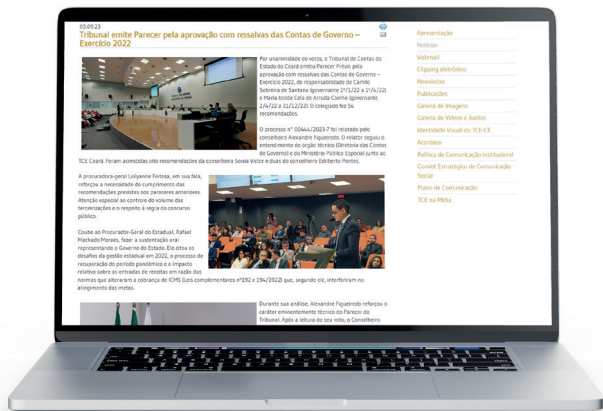 05.09.23
Tribunal emite Parecer pela aprovação com ressalvas das Contas de Governo –
Exercício 2022
Por unanimidade de votos, o Tribunal de Contas do
Estado do Ceará emitiu Parecer Prévio pela
aprovação com ressalvas das Contas de Governo –
Exercício 2022, de responsabilidade de Camilo
Sobreira de Santana (governante 1º/1/22 a 1º/4/22)
e Maria Izolda Cela de Arruda Coelho (governante
2/4/22 a 31/12/22). O colegiado fez 54
recomendações.
O processo nº 00444/2023-7 foi relatado pelo
conselheiro Alexandre Figueiredo. O relator seguiu o
entendimento do órgão técnico (Diretoria das Contas
de Governo) e do Ministério Público Especial junto ao
TCE Ceará. Foram acrescidas oito recomendações da conselheira Soraia Victor e duas do conselheiro Edilberto Pontes.
A procuradora-geral Leilyanne Feitosa, em sua fala,
reforçou a necessidade do cumprimento das
recomendações previstas nos pareceres anteriores.
Atenção especial ao controle do volume das
terceirizações e o respeito à regra do concurso
público.
Coube ao Procurador-Geral do Estadual, Rafael
Machado Moraes, fazer a sustentação oral
representando o Governo do Estado. Ele citou os
desafios da gestão estadual em 2022, o processo de
recuperação do período pandêmico e o impacto
relativo sobre as entradas de receitas em razão das
normas que alteraram a cobrança de ICMS (Leis complementares nº192 e 194/2022) que, segundo ele, interferiram no
atingimento das metas.
Durante sua análise, Alexandre Figueiredo reforçou o
caráter eminentemente técnico do Parecer do
Tribunal. Após a leitura do seu voto, o Conselheiro
Apresentação
Notícias
Webmail
Clipping eletrônico
Newsletter
Publicações
Galeria de Imagens
Galeria de Vídeos e Áudios
Identidade Visual do TCE-CE
Acontece
Política de Comunicação Institucional
Comitê Estratégico de Comunicação
Social
Plano de Comunicação
TCE na Mídia